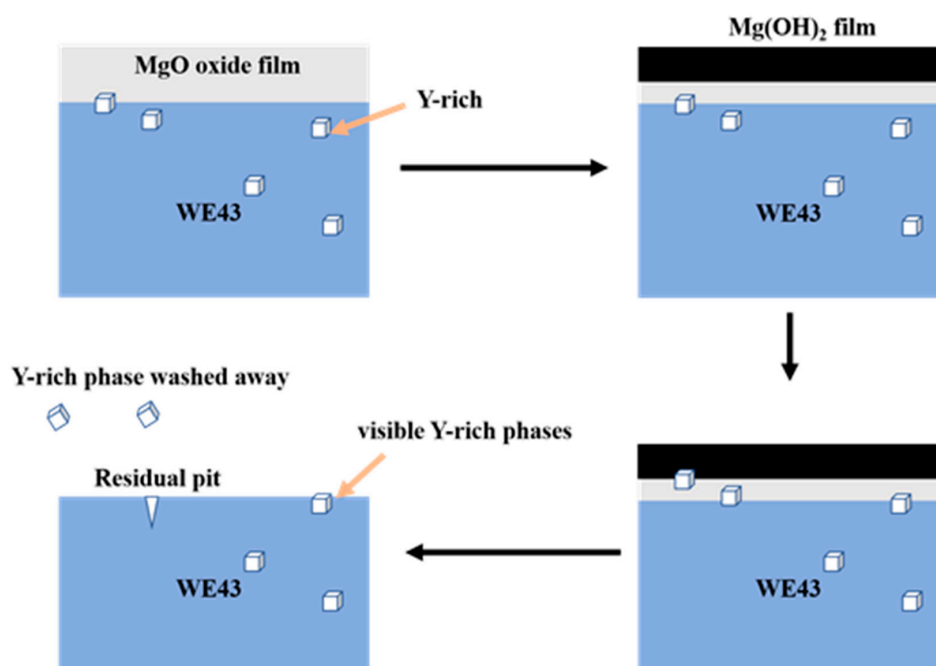 MgO oxide film
Y-rich
WE43
Mg(OH)₂ film
WE43
Y-rich phase washed away
visible Y-rich phases
Residual pit
WE43
WE43